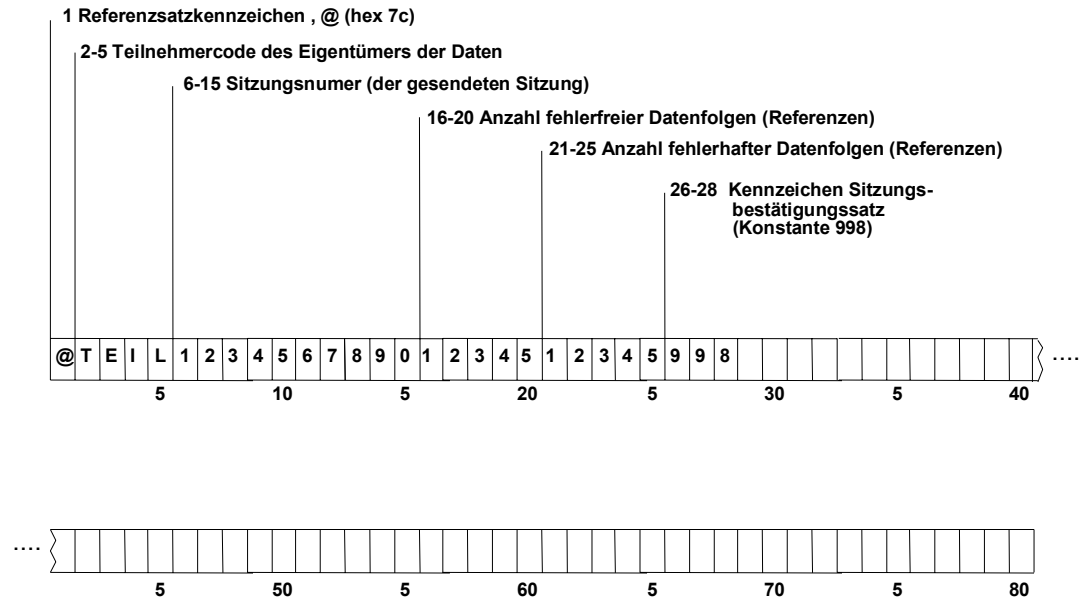 1 Referenzsatzkennzeichen , @ (hex 7c)
2-5 Teilnehmercode des Eigentümers der Daten
6-15 Sitzungsnumer (der gesendeten Sitzung)
16-20 Anzahl fehlerfreier Datenfolgen (Referenzen)
21-25 Anzahl fehlerhafter Datenfolgen (Referenzen)
26-28 Kennzeichen Sitzungs-
bestätigungssatz
(Konstante 998)
@ T E I L 1 2 3 4 5 6 7 8 9 0 1 2 3 4 5 1 2 3 4 5 9 9 8 ....
5 10 5 20 5 30 5 40
....
5 50 5 60 5 70 5 80